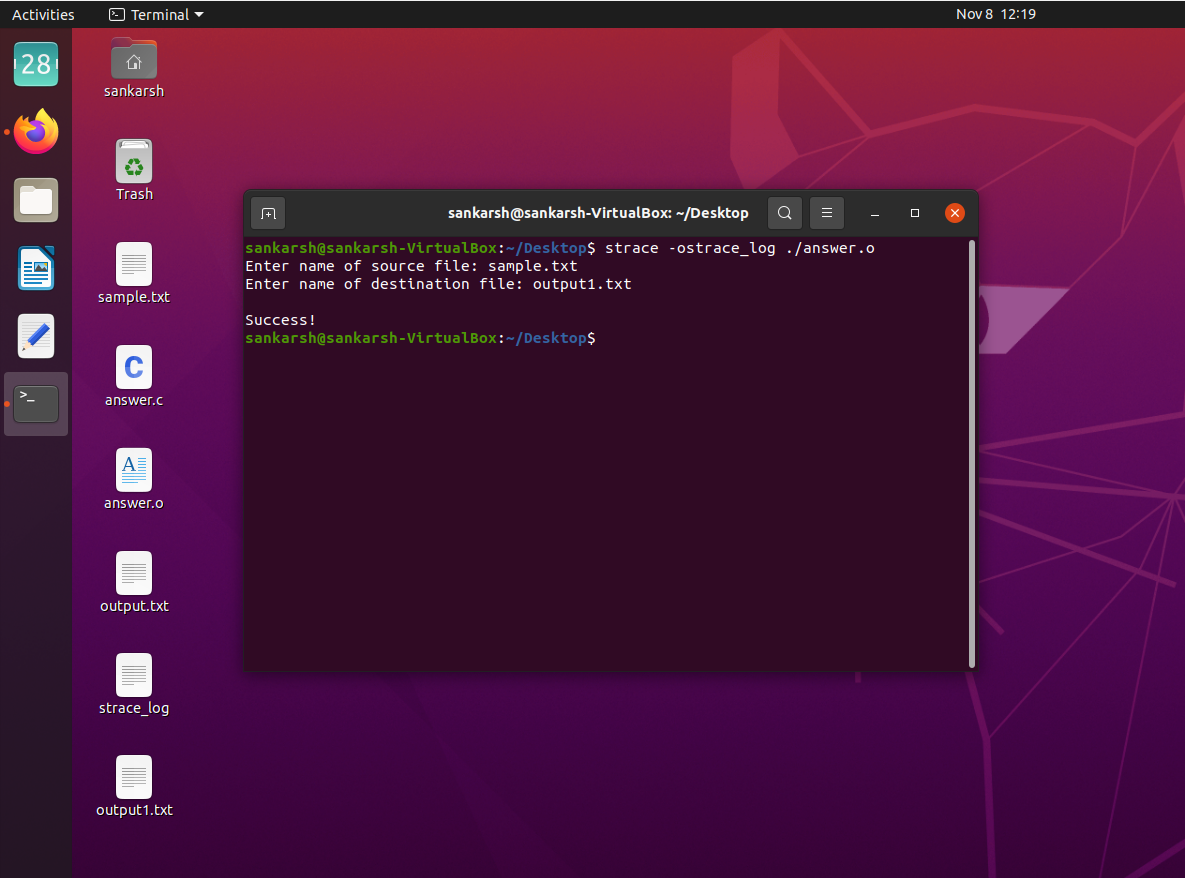 Activities
Terminal
Nov 8 12:19
28
sankarsh
Trash
sample.txt
C
answer.c
A
answer.o
output.txt
strace_log
output1.txt
>_
sankarsh@sankarsh-VirtualBox: ~/Desktop
sankarsh@sankarsh-VirtualBox:~/Desktop$ strace -ostrace_log ./answer.o
Enter name of source file: sample.txt
Enter name of destination file: output1.txt
Success!
sankarsh@sankarsh-VirtualBox:~/Desktop$